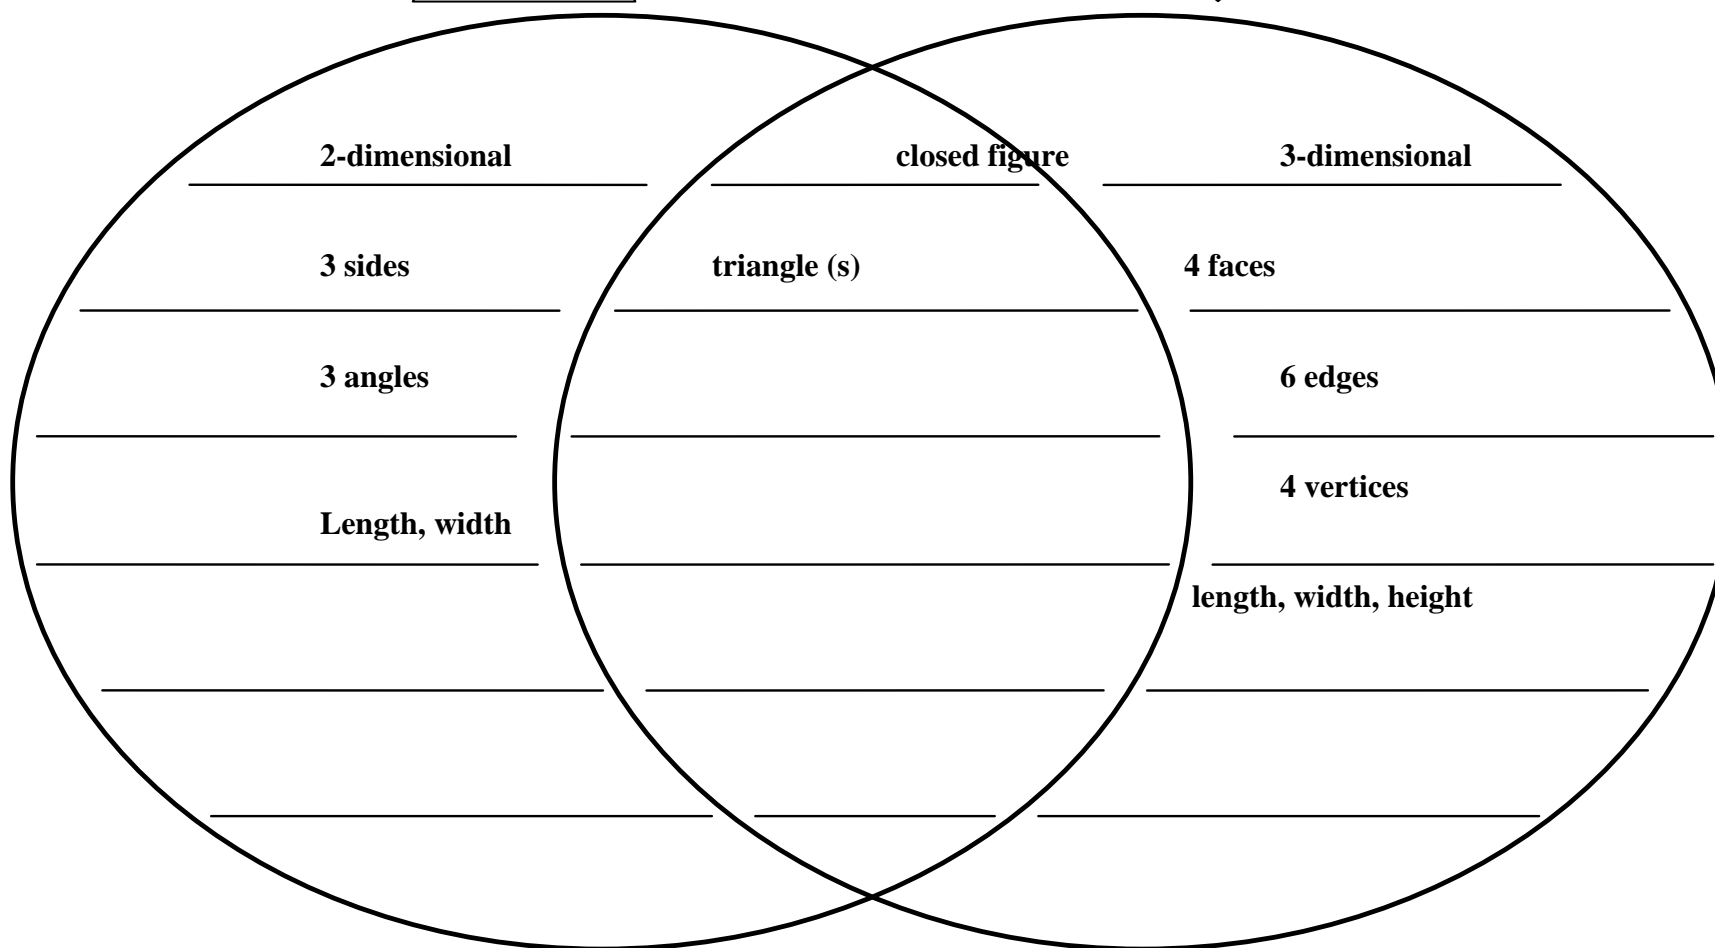 2-dimensional closed figure 3-dimensional
3 sides triangle (s) 4 faces
3 angles 6 edges
4 vertices
Length, width
length, width, height